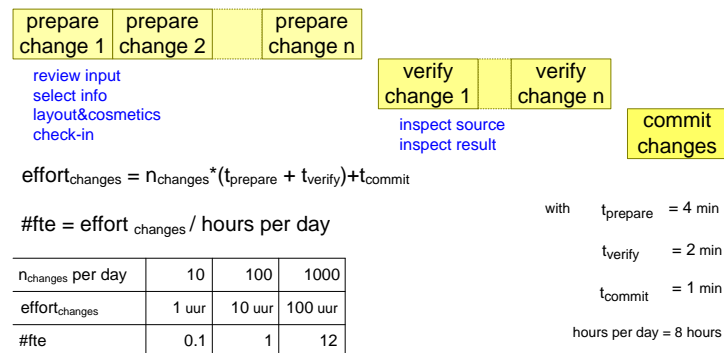 prepare change 1
prepare change 2
prepare change n
review input
select info
layout&cosmetics
check-in
verify change 1
verify change n
inspect source
inspect result
commit changes
effortchanges = nchanges*(tprepare + tverify)+tcommit
#fte = effort changes / hours per day
with tprepare = 4 min
tverify = 2 min
tcommit = 1 min
hours per day = 8 hours
nchanges per day 10 100 1000
effortchanges 1 uur 10 uur 100 uur
#fte 0.1 1 12